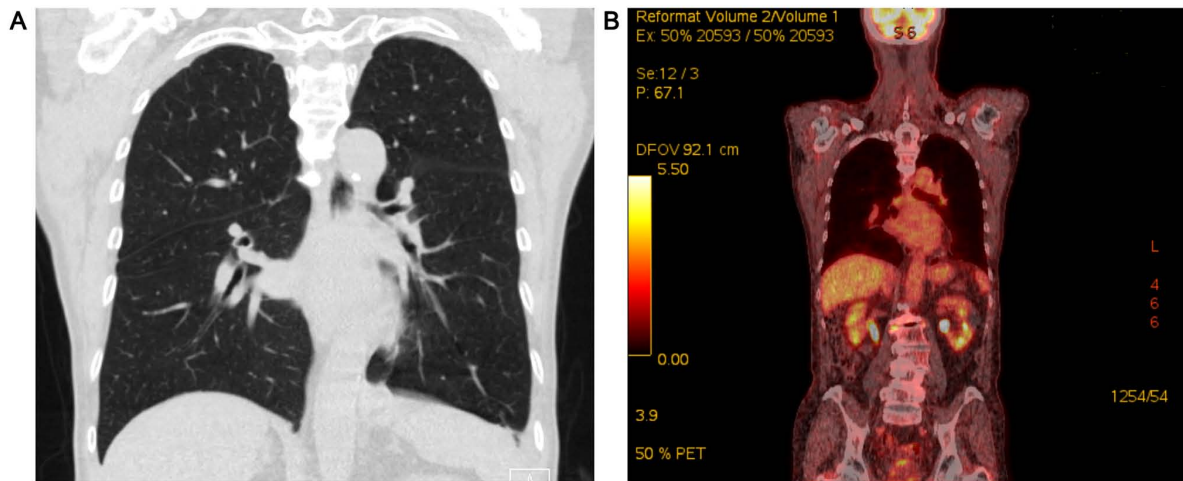 A
B
Reformat Volume 2/Volume 1
Ex: 50% 20593 / 50% 20593
S6
Se:12 / 3
P: 67.1
DFOV 92.1 cm
5.50
L
4
6
6
0.00
1254/54
3.9
50 % PET